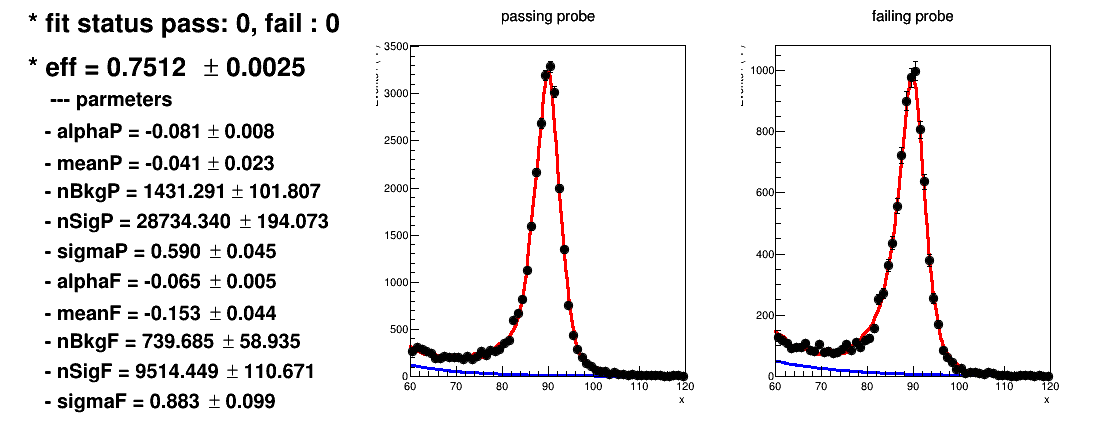 * fit status pass: 0, fail : 0
* eff = 0.7512 ± 0.0025
--- parmeters
- alphaP = -0.081 ± 0.008
- meanP = -0.041 ± 0.023
- nBkgP = 1431.291 ± 101.807
- nSigP = 28734.340 ± 194.073
- sigmaP = 0.590 ± 0.045
- alphaF = -0.065 ± 0.005
- meanF = -0.153 ± 0.044
- nBkgF = 739.685 ± 58.935
- nSigF = 9514.449 ± 110.671
- sigmaF = 0.883 ± 0.099
passing probe
3500
3000
2500
2000
1500
1000
500
0
60 70 80 90 100 110 120
x
failing probe
1000
800
600
400
200
0
60 70 80 90 100 110 120
x